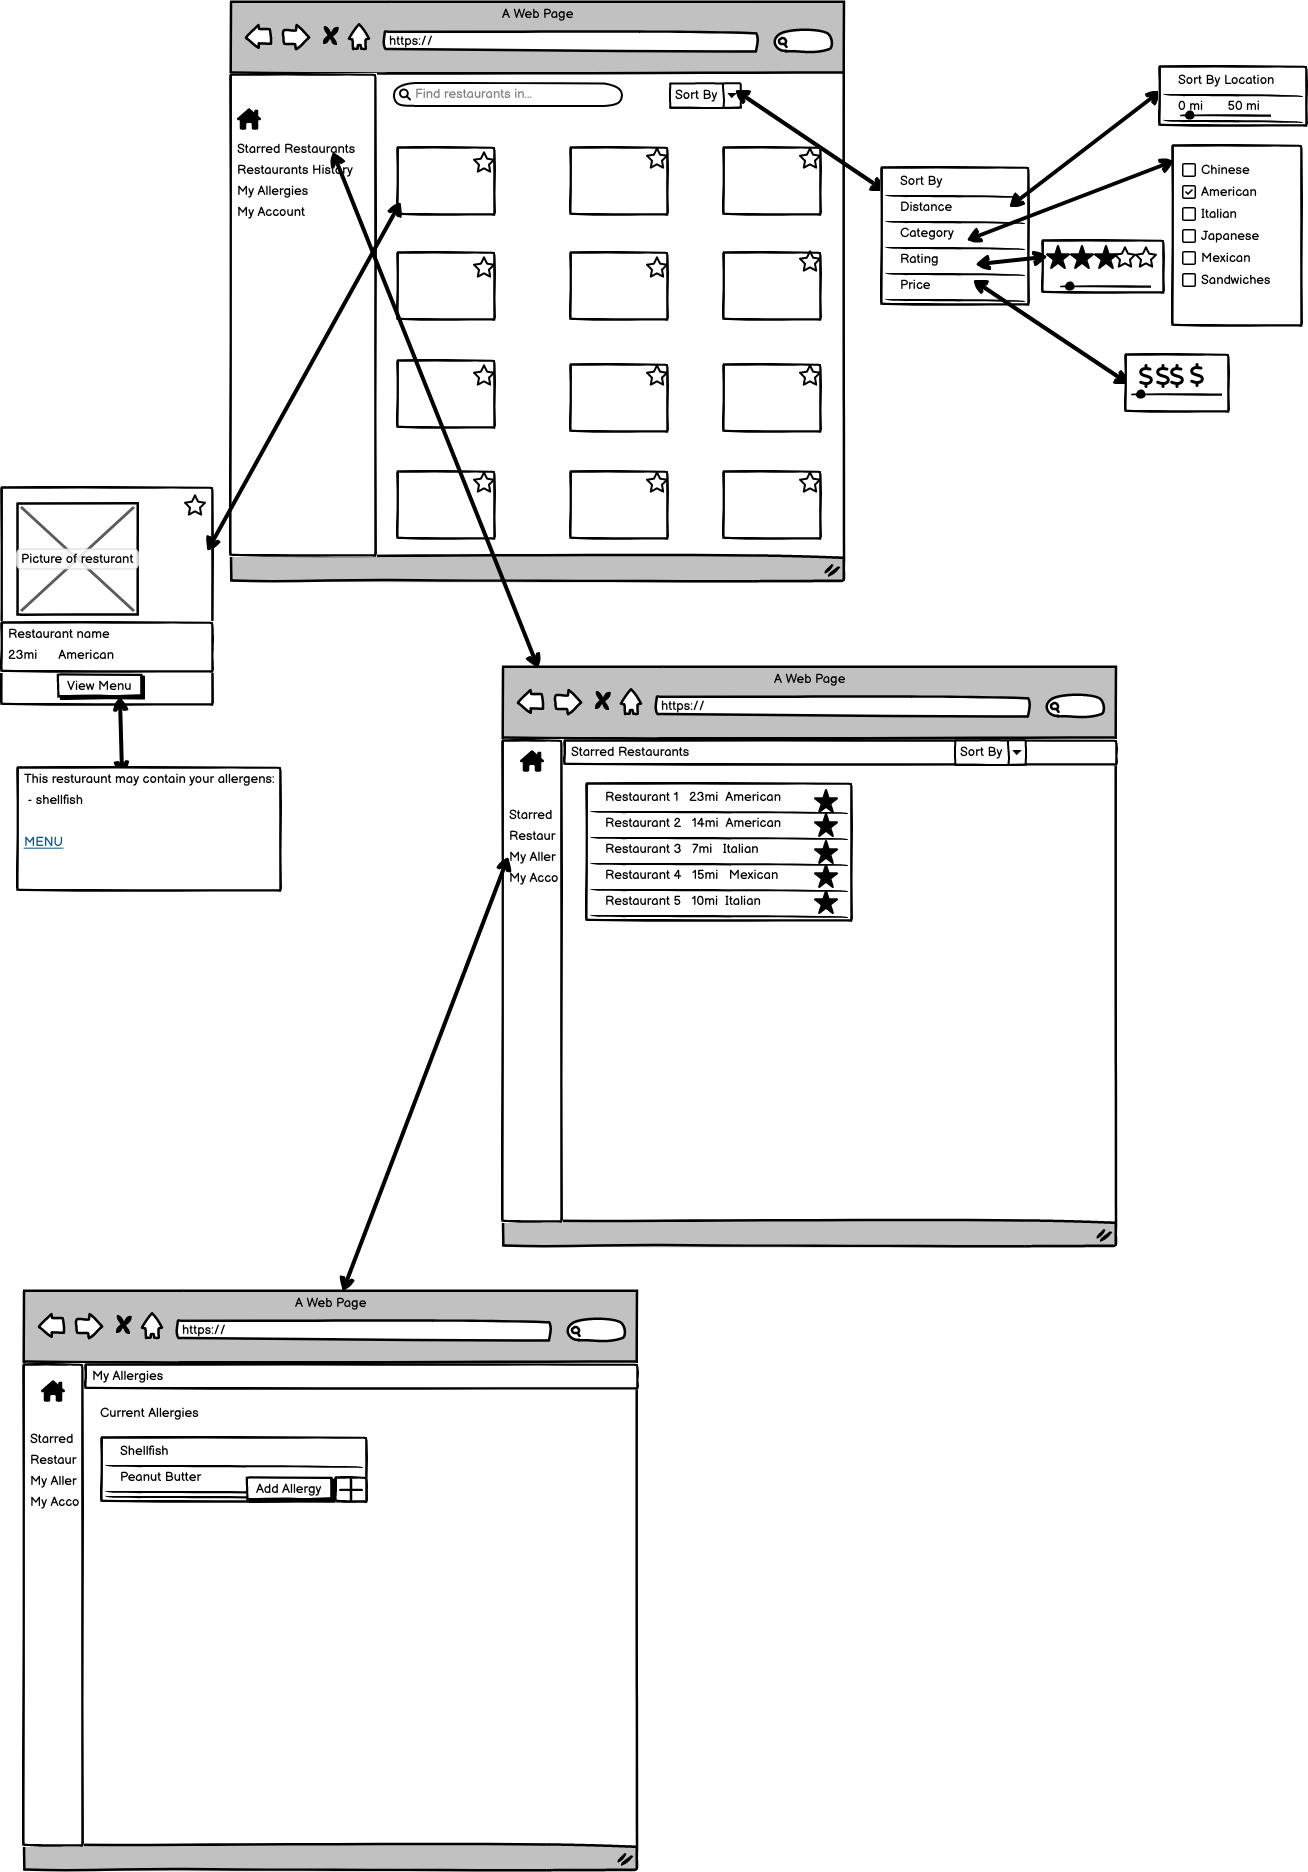 A Web Page
https://
Find restaurants in...
Sort By
Starred Restaurants
Restaurants History
My Allergies
My Account
Sort By
Distance
Category
Rating
Price
Sort By Location
0 mi 50 mi
Chinese
American
Italian
Japanese
Mexican
Sandwiches
$$$ $
Picture of resturant
Restaurant name
23mi American
View Menu
This resturaunt may contain your allergens:
- shellfish
MENU
A Web Page
https://
Starred Restaurants
Sort By
Starred
Restaur
My Aller
My Acco
Restaurant 1 23mi American
Restaurant 2 14mi American
Restaurant 3 7mi Italian
Restaurant 4 15mi Mexican
Restaurant 5 10mi Italian
A Web Page
https://
My Allergies
Starred
Restaur
My Aller
My Acco
Current Allergies
Shellfish
Peanut Butter
Add Allergy